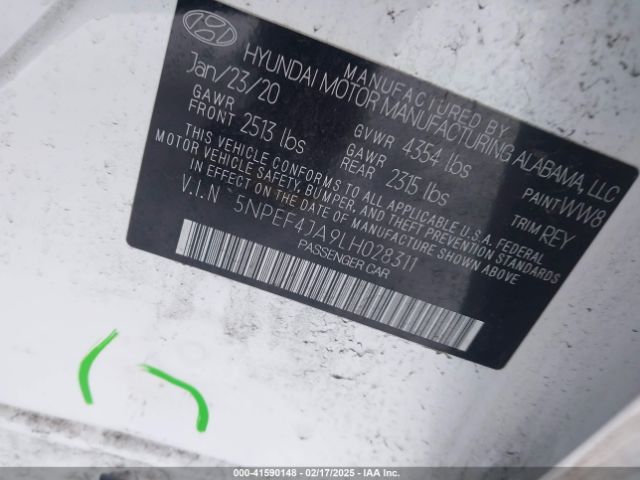 MANUFACTURED BY
HYUNDAI MOTOR MANUFACTURING ALABAMA, LLC
Jan/23/20
GAWR
FRONT 2513 lbs
GVWR 4354 lbs
GAWR
REAR 2315 lbs
PAINT WW8
THIS VEHICLE CONFORMS TO ALL APPLICABLE U.S.A. FEDERAL
MOTOR VEHICLE SAFETY, BUMPER, AND THEFT PREVENTION STANDARDS
IN EFFECT ON THE DATE OF MANUFACTURE SHOWN ABOVE
TRIM REY
V.I.N 5NPEF4JA9LH028311
PASSENGER CAR
000-41590148 - 02/17/2025 - IAA Inc.